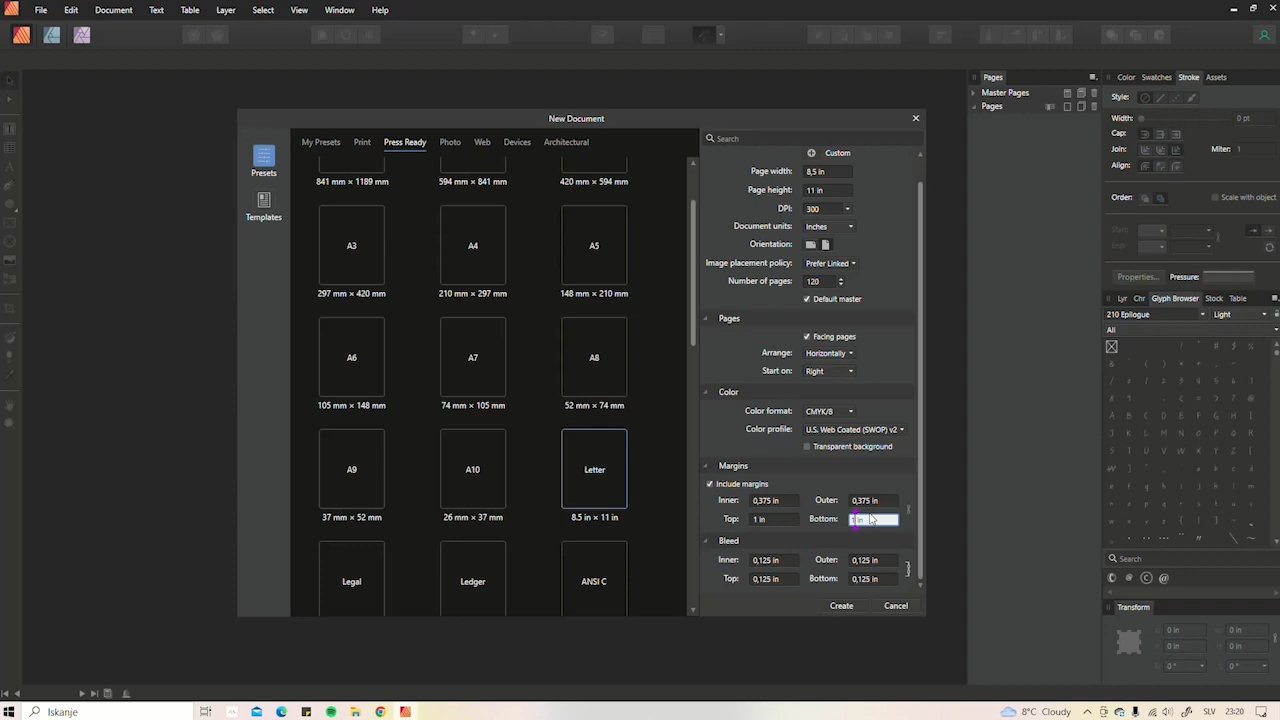 File Edit Document Text Table Layer Select View Window Help
Pages
Master Pages
Pages
Color Swatches Stroke Assets
Style:
Width: 0 pt
Cap:
Join: Miter: 1
Align:
Order: Scale with object
Start:
End:
Properties... Pressure:
Lyr Chr Glyph Browser Stock Table
210 Epilogue Light
All
Search
Transform
0 in 0 in
0 in 0 in
0 ° 0 °
New Document
Presets
Templates
My Presets Print Press Ready Photo Web Devices Architectural
841 mm × 1189 mm 594 mm × 841 mm 420 mm × 594 mm
A3 A4 A5
297 mm × 420 mm 210 mm × 297 mm 148 mm × 210 mm
A6 A7 A8
105 mm × 148 mm 74 mm × 105 mm 52 mm × 74 mm
A9 A10 Letter
37 mm × 52 mm 26 mm × 37 mm 8.5 in × 11 in
Legal Ledger ANSI C
Search
Custom
Page width: 8,5 in
Page height: 11 in
DPI: 300
Document units: Inches
Orientation:
Image placement policy: Prefer Linked
Number of pages: 120
Default master
Pages
Facing pages
Arrange: Horizontally
Start on: Right
Color
Color format: CMYK/8
Color profile: U.S. Web Coated (SWOP) v2
Transparent background
Margins
Include margins
Inner: 0,375 in Outer: 0,375 in
Top: 1 in Bottom: 1 in
Bleed
Inner: 0,125 in Outer: 0,125 in
Top: 0,125 in Bottom: 0,125 in
Create Cancel
Iskanje
8°C Cloudy SLV 23:20